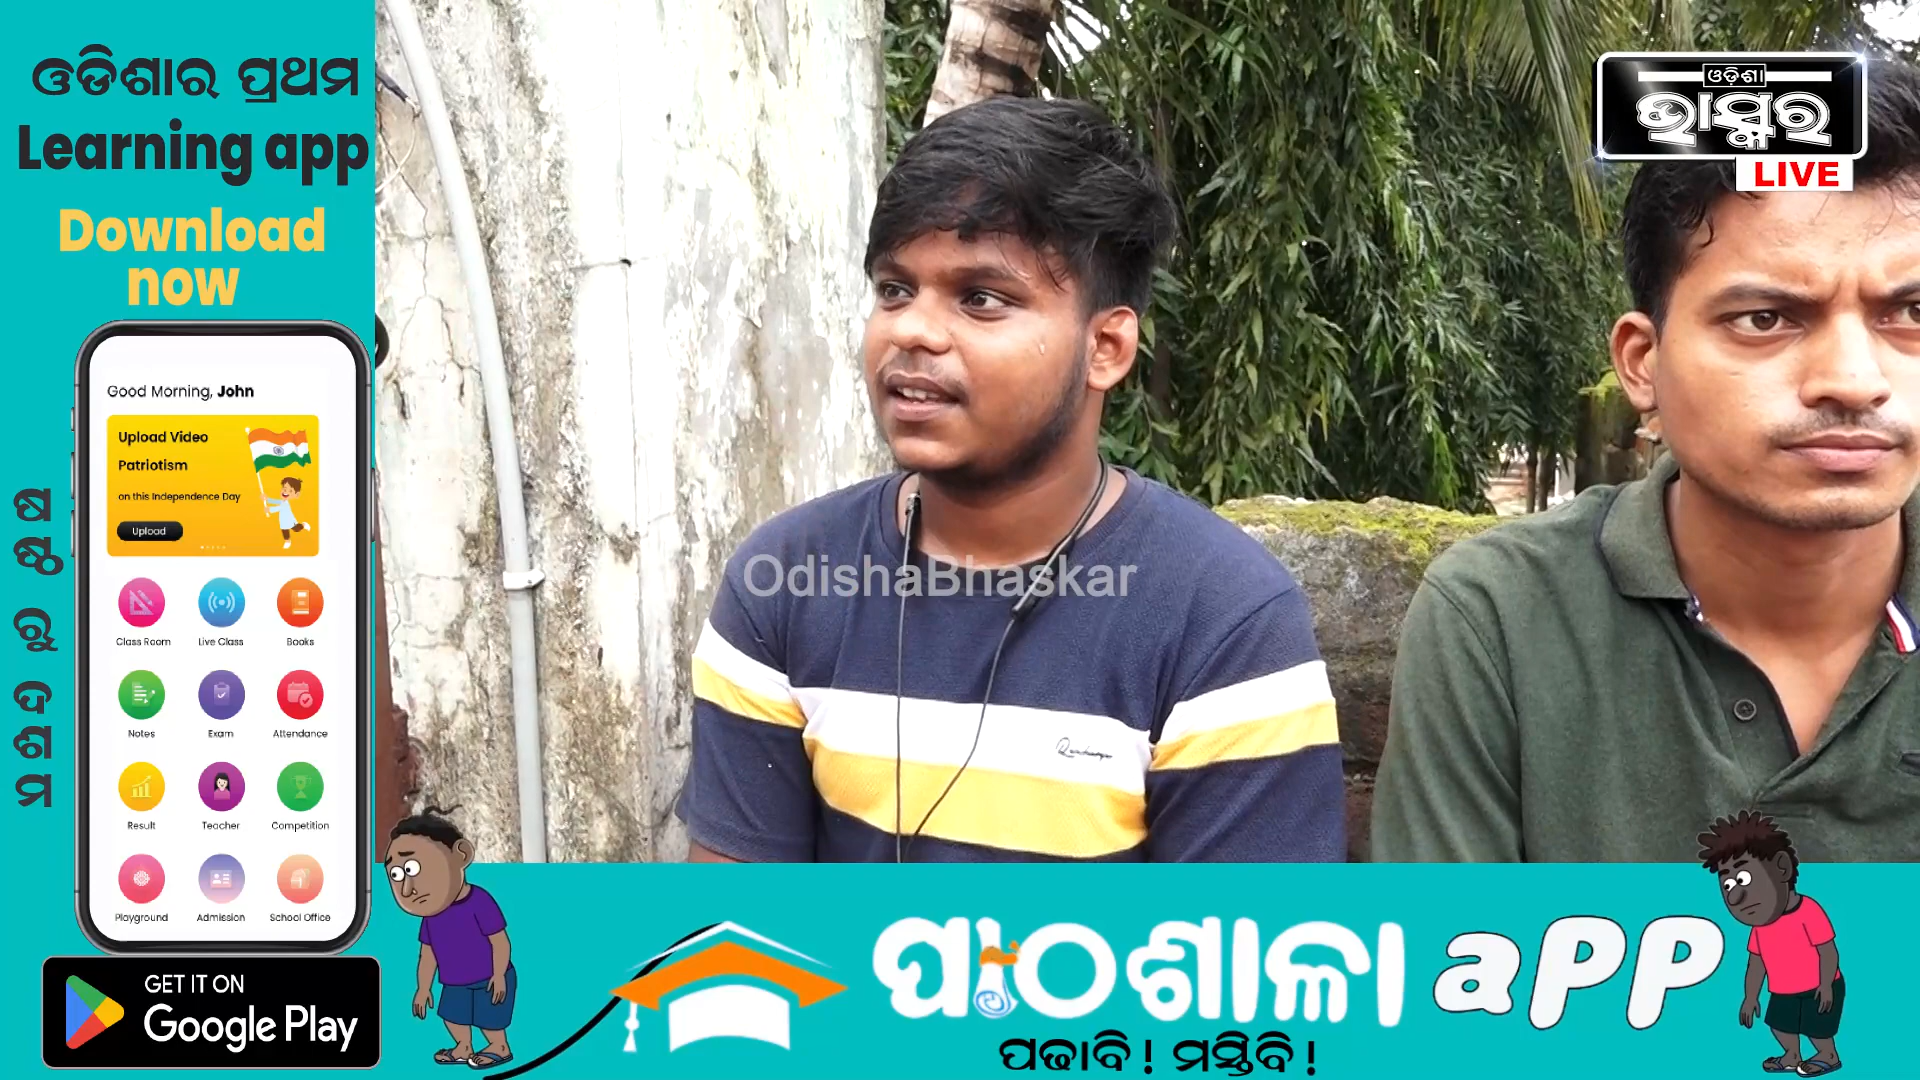 ଓଡିଶାର ପ୍ରଥମ
Learning app
Download
now
Good Morning, John
Upload Video
Patriotism
on this Independence Day
Upload
Class Room
Live Class
Books
Notes
Exam
Attendance
Result
Teacher
Competition
Playground
Admission
School Office
ଷଷ୍ଠ ରୁ ଦଶମ
GET IT ON
Google Play
ଓଡ଼ିଶା
ଭାସ୍କର
LIVE
OdishaBhaskar
ପାଠଶାଳା aPP
ପଢାବି! ମସ୍ତିବି!